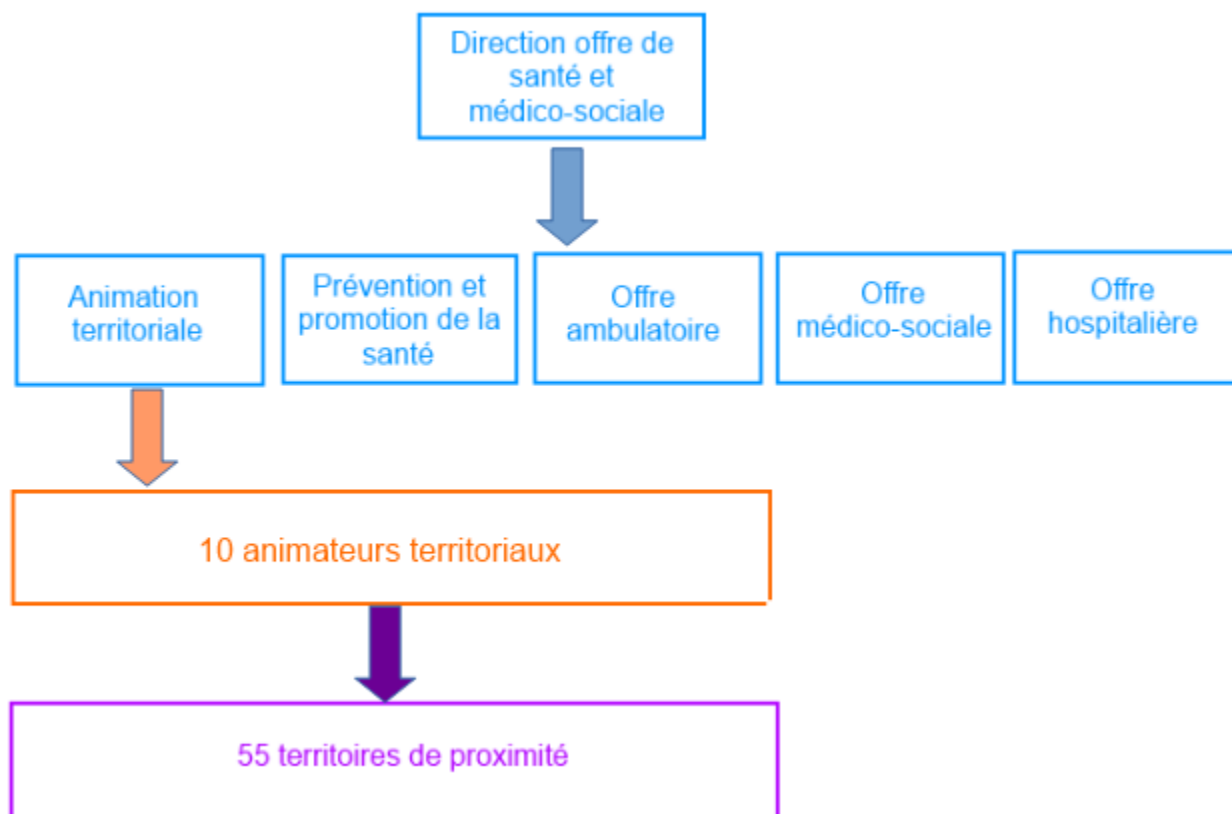 Direction offre de
santé et
médico-sociale
Animation
territoriale
Prévention et
promotion de la
santé
Offre
ambulatoire
Offre
médico-sociale
Offre
hospitalière
10 animateurs territoriaux
55 territoires de proximité